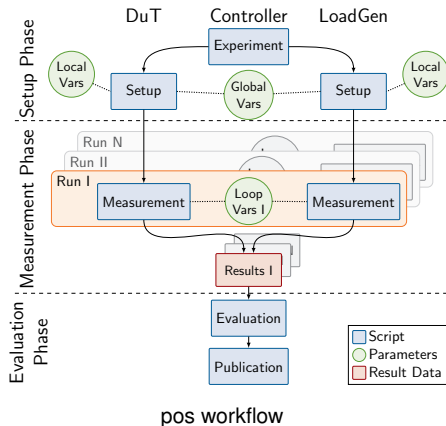 DuT
Controller
LoadGen
Setup Phase
Experiment
Local
Vars
Setup
Global
Vars
Setup
Local
Vars
Measurement Phase
Run N
Run II
Run I
Measurement
Loop
Vars I
Measurement
Results I
Evaluation
Phase
Evaluation
Publication
Script
Parameters
Result Data
pos workflow